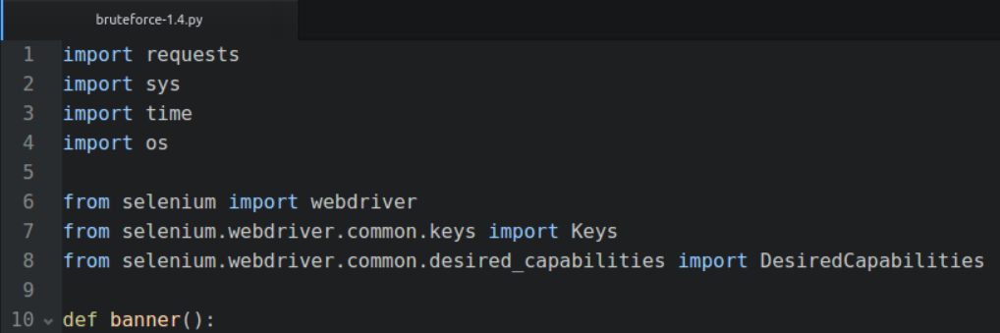 bruteforce-1.4.py
1 import requests
2 import sys
3 import time
4 import os
5
6 from selenium import webdriver
7 from selenium.webdriver.common.keys import Keys
8 from selenium.webdriver.common.desired_capabilities import DesiredCapabilities
9
10 def banner():